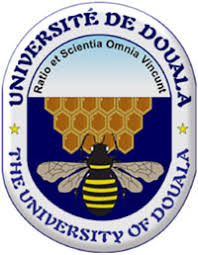 UNIVERSITÉ DE DOUALA
Ratio et Scientia Omnia Vincunt
THE UNIVERSITY OF DOUALA